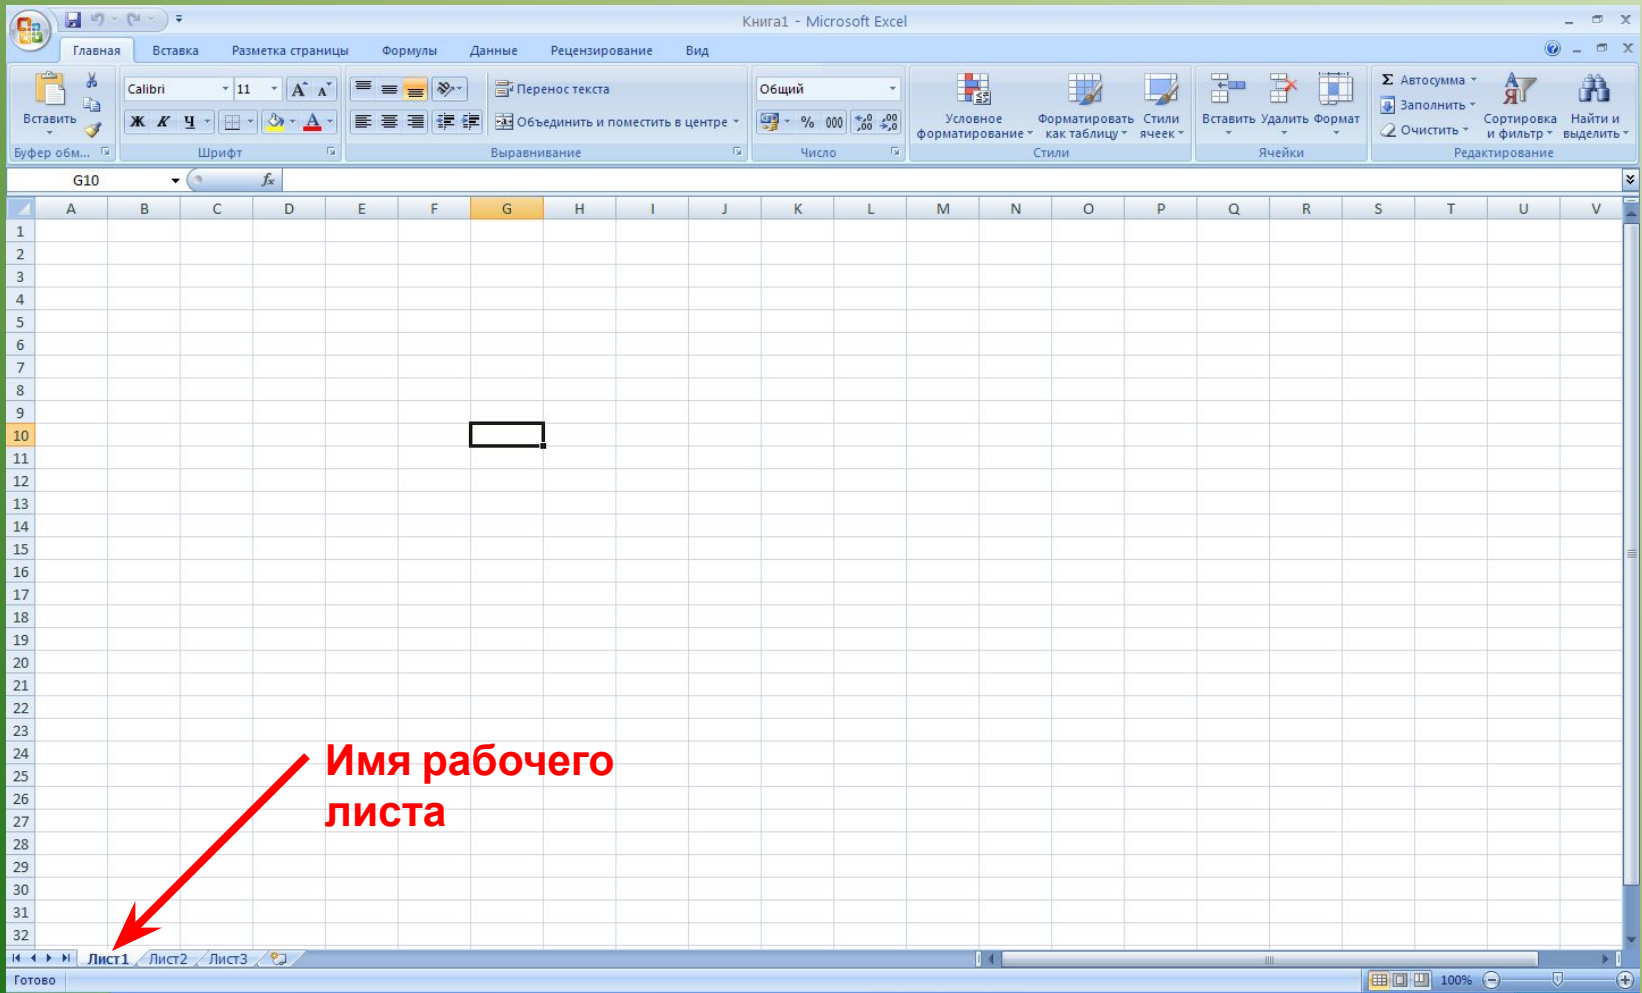 Книга1 - Microsoft Excel
Главная Вставка Разметка страницы Формулы Данные Рецензирование Вид
Вставить
Буфер обм...
Calibri 11
Ж К Ч
Шрифт
Перенос текста
Объединить и поместить в центре
Выравнивание
Общий
% 000 ,0 ,00 ,00 ,0
Число
Условное форматирование
Форматировать как таблицу
Стили ячеек
Стили
Вставить Удалить Формат
Ячейки
Σ Автосумма
Заполнить
Очистить
Сортировка и фильтр
Найти и выделить
Редактирование
G10 fx
A B C D E F G H I J K L M N O P Q R S T U V
1
2
3
4
5
6
7
8
9
10
11
12
13
14
15
16
17
18
19
20
21
22
23
24
25
26
27
28
29
30
31
32
Имя рабочего
листа
Лист1 Лист2 Лист3
Готово 100%